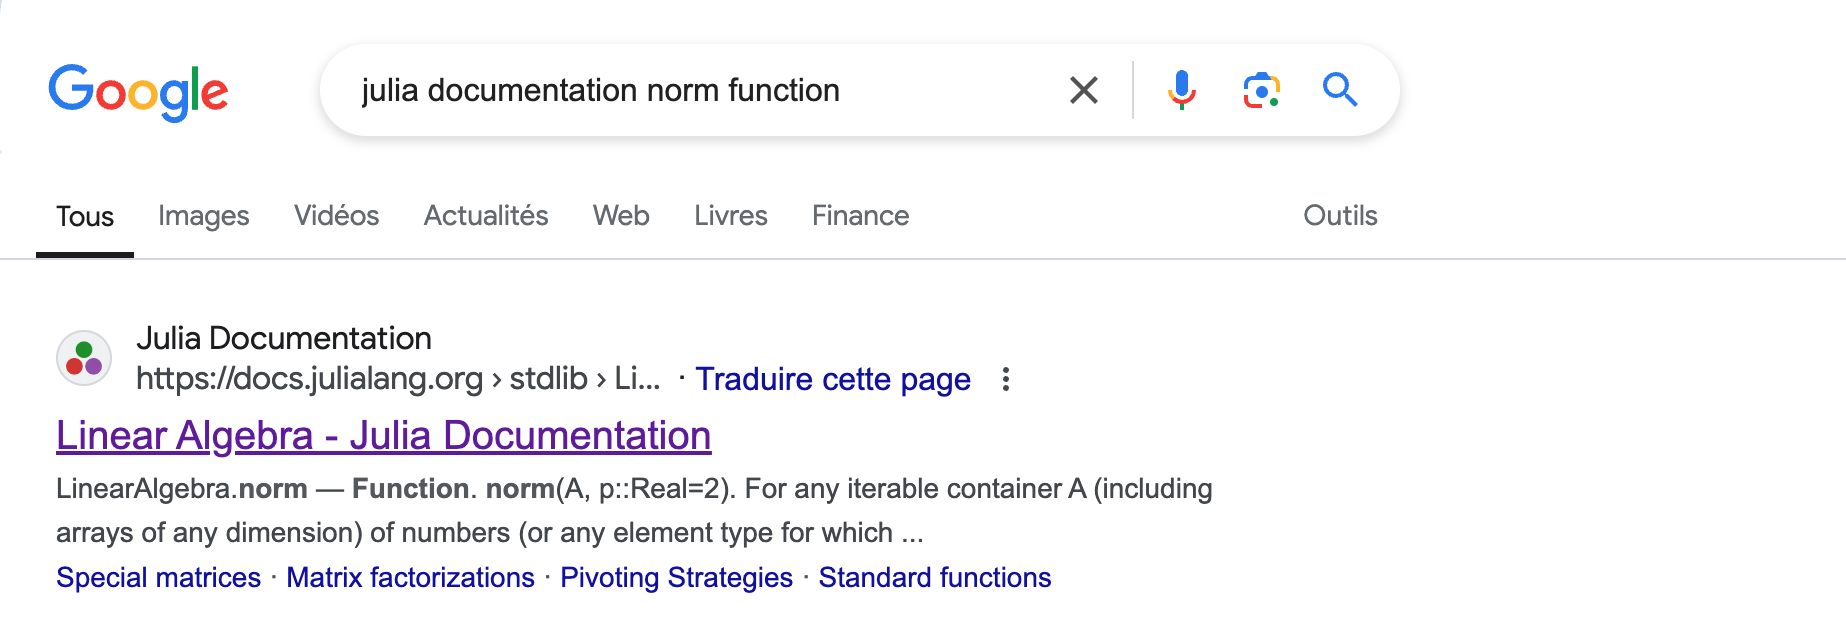 Google
julia documentation norm function
Tous Images Vidéos Actualités Web Livres Finance Outils
Julia Documentation
https://docs.julialang.org › stdlib › Li... · Traduire cette page
Linear Algebra - Julia Documentation
LinearAlgebra.norm — Function. norm(A, p::Real=2). For any iterable container A (including
arrays of any dimension) of numbers (or any element type for which ...
Special matrices · Matrix factorizations · Pivoting Strategies · Standard functions